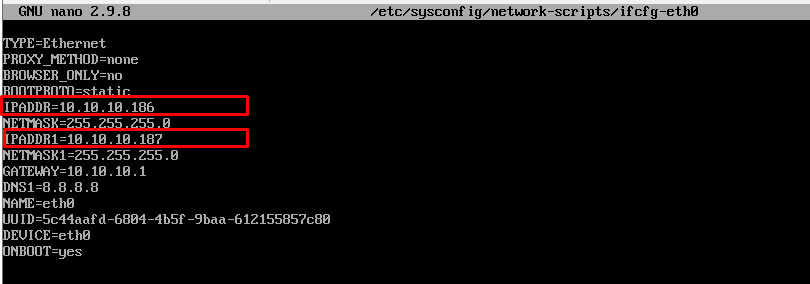 GNU nano 2.9.8 /etc/sysconfig/network-scripts/ifcfg-eth0
TYPE=Ethernet
PROXY_METHOD=none
BROWSER_ONLY=no
BOOTPROTO=static
IPADDR=10.10.10.186
NETMASK=255.255.255.0
IPADDR1=10.10.10.187
NETMASK1=255.255.255.0
GATEWAY=10.10.10.1
DNS1=8.8.8.8
NAME=eth0
UUID=5c44aafd-6804-4b5f-9baa-612155857c80
DEVICE=eth0
ONBOOT=yes